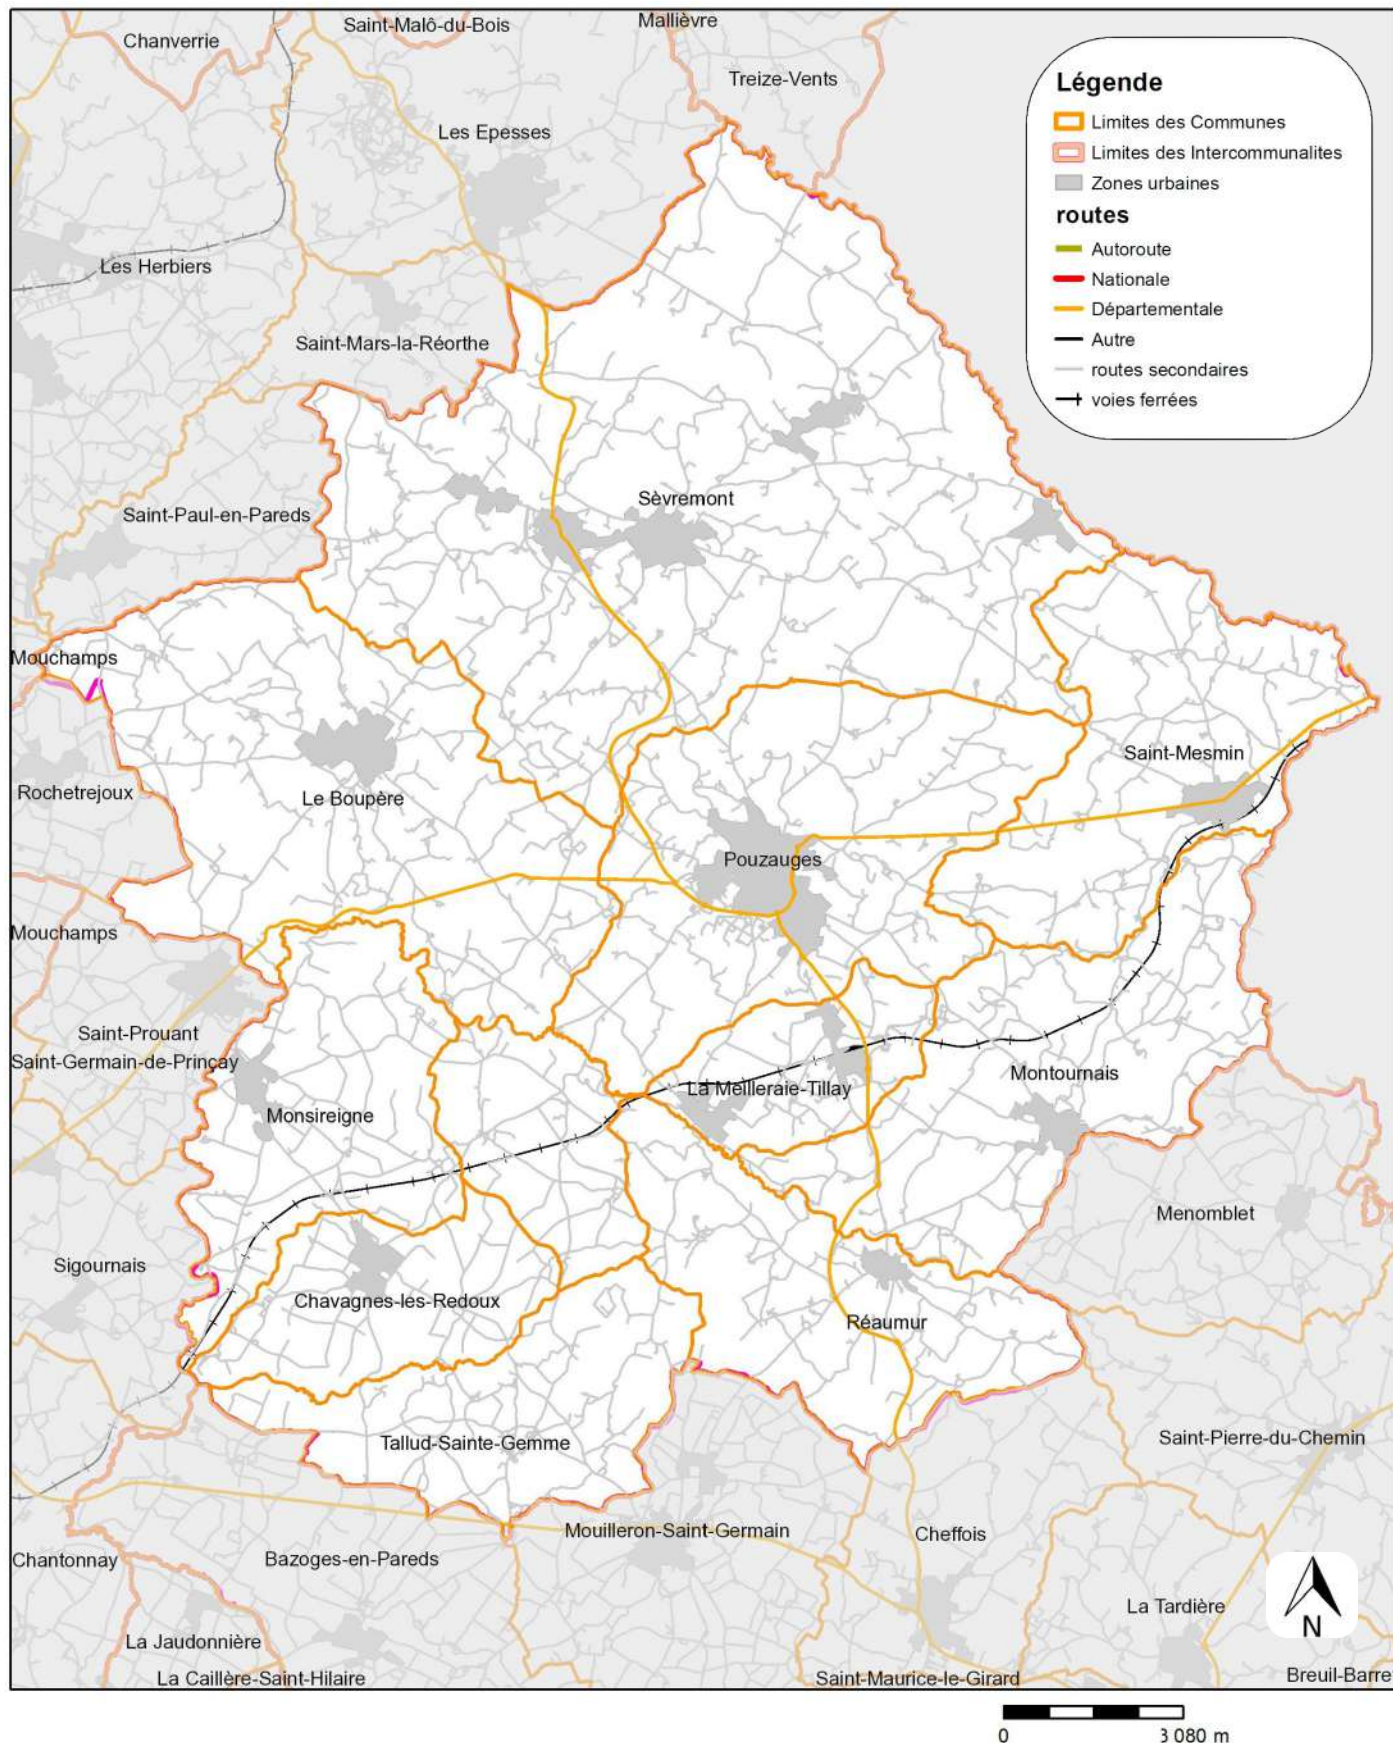 Saint-Malô-du-Bois
Mallièvre
Chanverrie
Treize-Vents
Les Epesses
Légende
Limites des Communes
Limites des Intercommunalites
Zones urbaines
routes
Autoroute
Nationale
Départementale
Autre
routes secondaires
voies ferrées
Les Herbiers
Saint-Mars-la-Réorthe
Sèvremont
Saint-Paul-en-Pareds
Mouchamps
Saint-Mesmin
Rochetrejoux
Le Boupère
Pouzauges
Mouchamps
Saint-Prouant
Saint-Germain-de-Prinçay
Montournais
La Meilleraie-Tillay
Monsireigne
Menomblet
Sigournais
Chavagnes-les-Redoux
Réaumur
Tallud-Sainte-Gemme
Saint-Pierre-du-Chemin
Mouilleron-Saint-Germain
Cheffois
Chantonnay
Bazoges-en-Pareds
La Tardière
N
La Jaudonnière
La Caillère-Saint-Hilaire
Saint-Maurice-le-Girard
Breuil-Barre
0
3 080 m